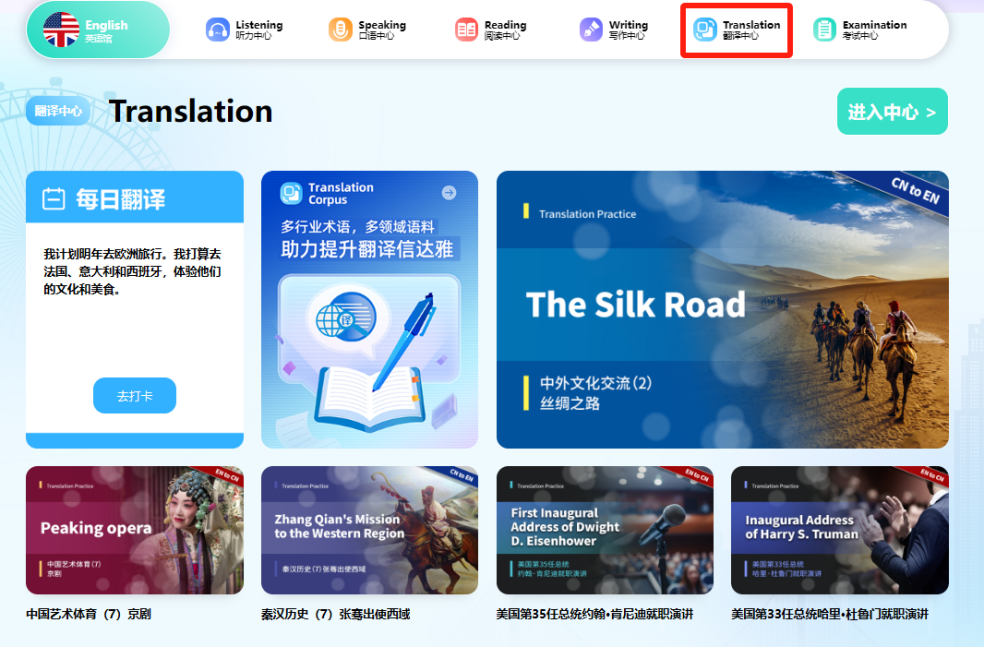 English
英语馆
Listening
听力中心
Speaking
口语中心
Reading
阅读中心
Writing
写作中心
Translation
翻译中心
Examination
考试中心
翻译中心
Translation
进入中心 >
每日翻译
我计划明年去欧洲旅行。我打算去
法国、意大利和西班牙，体验他们
的文化和美食。
去打卡
Translation
Corpus
多行业术语，多领域语料
助力提升翻译信达雅
译
CN to EN
Translation Practice
The Silk Road
中外文化交流（2）
丝绸之路
EN to CN
Translation Practice
Peaking opera
中国艺术体育（7）
京剧
中国艺术体育（7）京剧
CN to EN
Translation Practice
Zhang Qian's Mission
to the Western Region
秦汉历史（7）张骞出使西域
秦汉历史（7）张骞出使西域
EN to CN
Translation Practice
First Inaugural
Address of Dwight
D. Eisenhower
美国第35任总统
约翰·肯尼迪就职演讲
美国第35任总统约翰•肯尼迪就职演讲
EN to CN
Translation Practice
Inaugural Address
of Harry S. Truman
美国第33任总统
哈里·杜鲁门就职演讲
美国第33任总统哈里•杜鲁门就职演讲